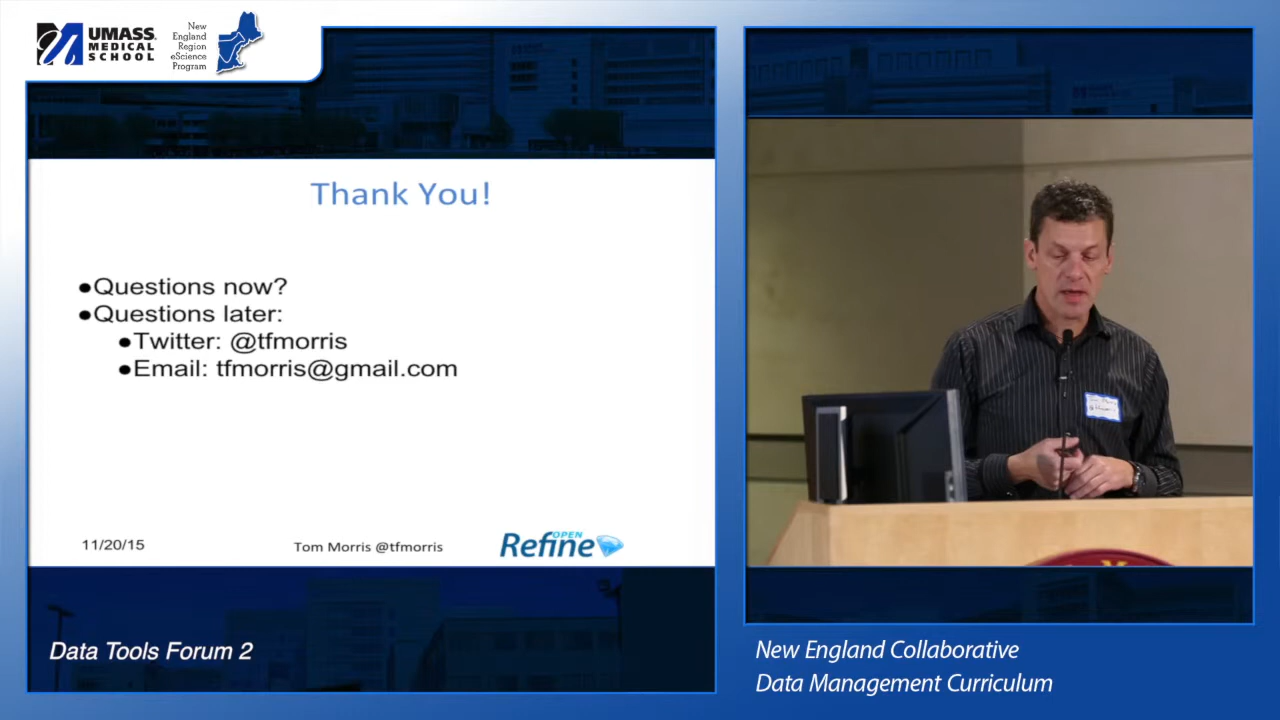 UMASS
MEDICAL
SCHOOL
New
England
Region
eScience
Program
Thank You!
●Questions now?
●Questions later:
●Twitter: @tfmorris
●Email: tfmorris@gmail.com
11/20/15
Tom Morris @tfmorris
OPEN
Refine
Data Tools Forum 2
New England Collaborative
Data Management Curriculum